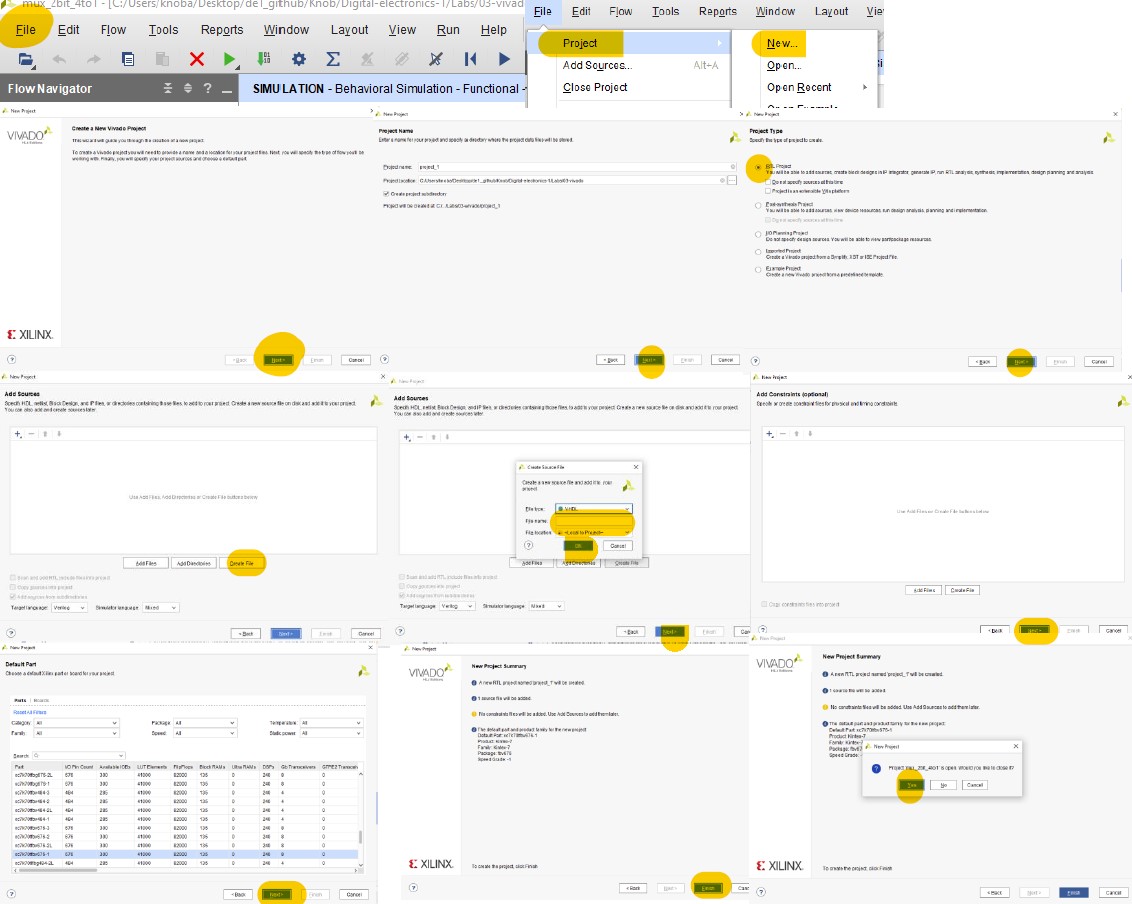 mux_2bit_4to1 - [C:/Users/knoba/Desktop/de1_github/Knob/Digital-electronics-1/Labs/03-vivado
File Edit Flow Tools Reports Window Layout View Run Help
Flow Navigator
SIMULATION - Behavioral Simulation - Functional -
File Edit Flow Tools Reports Window Layout
Project
Add Sources... Alt+A
Close Project
New...
Open...
Open Recent
New Project
VIVADO
HLx Editions
Create a New Vivado Project
This wizard will guide you through the creation of a new project.
To create a Vivado project you will need to provide a name and a location for your project files. Next, you will specify the type of flow you'll be
working with. Finally, you will specify your project sources and choose a default part.
XILINX.
< Back Next > Finish Cancel
New Project
Project Name
Enter a name for your project and specify a directory where the project data files will be stored.
Project name: project_1
Project location: C:/Users/knoba/Desktop/de1_github/Knob/Digital-electronics-1/Labs/03-vivado
Create project subdirectory
Project will be created at: C:/.../Labs/03-vivado/project_1
< Back Next > Finish Cancel
New Project
Project Type
Specify the type of project to create.
RTL Project
You will be able to add sources, create block designs in IP Integrator, generate IP, run RTL analysis, synthesis, implementation, design planning and analysis.
Do not specify sources at this time
Project is an extensible Vitis platform
Post-synthesis Project
You will be able to add sources, view device resources, run design analysis, planning and implementation.
Do not specify sources at this time
I/O Planning Project
Do not specify design sources. You will be able to view part/package resources.
Imported Project
Create a Vivado project from a Synplify, XST or ISE Project File.
Example Project
Create a new Vivado project from a predefined template.
< Back Next > Finish Cancel
New Project
Add Sources
Specify HDL, netlist, Block Design, and IP files, or directories containing those files, to add to your project. Create a new source file on disk and add it to your project.
You can also add and create sources later.
Use Add Files, Add Directories or Create File buttons below
Add Files Add Directories Create File
Scan and add RTL include files into project
Copy sources into project
Add sources from subdirectories
Target language: Verilog Simulator language: Mixed
< Back Next > Finish Cancel
New Project
Add Sources
Specify HDL, netlist, Block Design, and IP files, or directories containing those files, to add to your project. Create a new source file on disk and add it to your project.
You can also add and create sources later.
Create Source File
Create a new source file and add it to your
project.
File type: VHDL
File name:
File location: <Local to Project>
OK Cancel
Add Files Add Directories Create File
Scan and add RTL include files into project
Copy sources into project
Add sources from subdirectories
Target language: Verilog Simulator language: Mixed
< Back Next > Finish
New Project
Add Constraints (optional)
Specify or create constraint files for physical and timing constraints.
Use Add Files or Create File buttons below
Add Files Create File
Copy constraints files into project
< Back Next > Finish Cancel
New Project
Default Part
Choose a default Xilinx part or board for your project.
Parts | Boards
Reset All Filters
Category: All Package: All Temperature: All
Family: All Speed: All Static power: All
Search:
Part I/O Pin Count Available IOBs LUT Elements FlipFlops Block RAMs Ultra RAMs DSPs Gb Transceivers GTPE2 Transceivers
xc7k70tfbg676-2L 676 300 41000 82000 135 0 240 8
xc7k70tfbg676-1 676 300 41000 82000 135 0 240 8
xc7k70tfbv484-3 484 285 41000 82000 135 0 240 4
xc7k70tfbv484-2 484 285 41000 82000 135 0 240 4
xc7k70tfbv484-2L 484 285 41000 82000 135 0 240 4
xc7k70tfbv484-1 484 285 41000 82000 135 0 240 4
xc7k70tfbv676-3 676 300 41000 82000 135 0 240 8
xc7k70tfbv676-2 676 300 41000 82000 135 0 240 8
xc7k70tfbv676-2L 676 300 41000 82000 135 0 240 8
xc7k70tfbv676-1 676 300 41000 82000 135 0 240 8
< Back Next > Finish Cancel
New Project
VIVADO
HLx Editions
New Project Summary
A new RTL project named 'project_1' will be created.
1 source file will be added.
No constraints files will be added. Use Add Sources to add them later.
The default part and product family for the new project:
Default Part: xc7k70tfbv676-1
Product: Kintex-7
Family: Kintex-7
Package: fbv676
Speed Grade: -1
XILINX.
To create the project, click Finish
< Back Next > Finish
New Project
VIVADO
HLx Editions
New Project Summary
A new RTL project named 'project_1' will be created.
1 source file will be added.
No constraints files will be added. Use Add Sources to add them later.
The default part and product family for the new project:
Default Part: xc7k70tfbv676-1
Product: Kintex-7
Speed Grade: -1
New Project
Project 'mux_2bit_4to1' is open. Would you like to close it?
Yes No Cancel
XILINX.
To create the project, click Finish
< Back Next > Finish Cancel